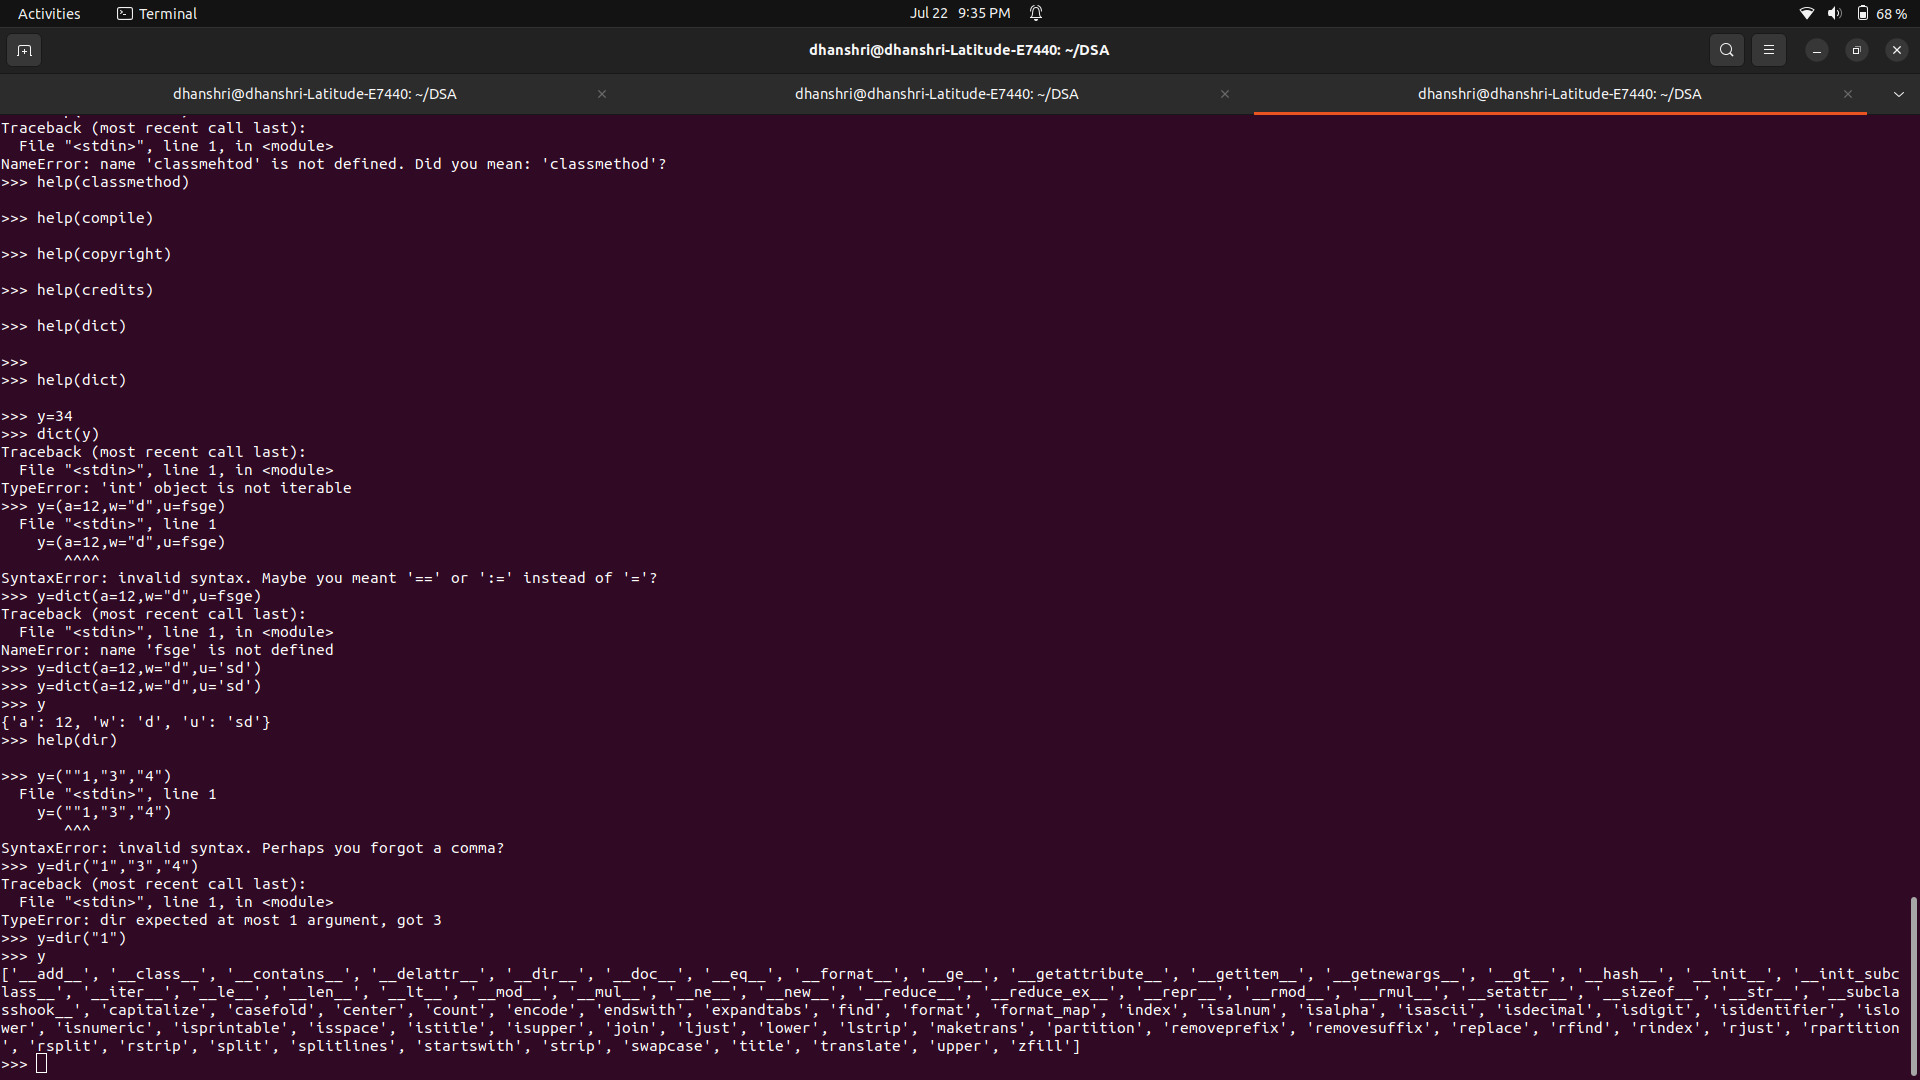 Activities
Terminal
Jul 22 9:35 PM
68 %
dhanshri@dhanshri-Latitude-E7440: ~/DSA
dhanshri@dhanshri-Latitude-E7440: ~/DSA
dhanshri@dhanshri-Latitude-E7440: ~/DSA
dhanshri@dhanshri-Latitude-E7440: ~/DSA
Traceback (most recent call last):
  File "<stdin>", line 1, in <module>
NameError: name 'classmehtod' is not defined. Did you mean: 'classmethod'?
>>> help(classmethod)
>>> help(compile)
>>> help(copyright)
>>> help(credits)
>>> help(dict)
>>>
>>> help(dict)
>>> y=34
>>> dict(y)
Traceback (most recent call last):
  File "<stdin>", line 1, in <module>
TypeError: 'int' object is not iterable
>>> y=(a=12,w="d",u=fsge)
  File "<stdin>", line 1
    y=(a=12,w="d",u=fsge)
       ^^^^
SyntaxError: invalid syntax. Maybe you meant '==' or ':=' instead of '='?
>>> y=dict(a=12,w="d",u=fsge)
Traceback (most recent call last):
  File "<stdin>", line 1, in <module>
NameError: name 'fsge' is not defined
>>> y=dict(a=12,w="d",u='sd')
>>> y=dict(a=12,w="d",u='sd')
>>> y
{'a': 12, 'w': 'd', 'u': 'sd'}
>>> help(dir)
>>> y=(""1,"3","4")
  File "<stdin>", line 1
    y=(""1,"3","4")
       ^^^
SyntaxError: invalid syntax. Perhaps you forgot a comma?
>>> y=dir("1","3","4")
Traceback (most recent call last):
  File "<stdin>", line 1, in <module>
TypeError: dir expected at most 1 argument, got 3
>>> y=dir("1")
>>> y
['__add__', '__class__', '__contains__', '__delattr__', '__dir__', '__doc__', '__eq__', '__format__', '__ge__', '__getattribute__', '__getitem__', '__getnewargs__', '__gt__', '__hash__', '__init__', '__init_subc
lass__', '__iter__', '__le__', '__len__', '__lt__', '__mod__', '__mul__', '__ne__', '__new__', '__reduce__', '__reduce_ex__', '__repr__', '__rmod__', '__rmul__', '__setattr__', '__sizeof__', '__str__', '__subcla
sshook__', 'capitalize', 'casefold', 'center', 'count', 'encode', 'endswith', 'expandtabs', 'find', 'format', 'format_map', 'index', 'isalnum', 'isalpha', 'isascii', 'isdecimal', 'isdigit', 'isidentifier', 'islo
wer', 'isnumeric', 'isprintable', 'isspace', 'istitle', 'isupper', 'join', 'ljust', 'lower', 'lstrip', 'maketrans', 'partition', 'removeprefix', 'removesuffix', 'replace', 'rfind', 'rindex', 'rjust', 'rpartition
', 'rsplit', 'rstrip', 'split', 'splitlines', 'startswith', 'strip', 'swapcase', 'title', 'translate', 'upper', 'zfill']
>>>